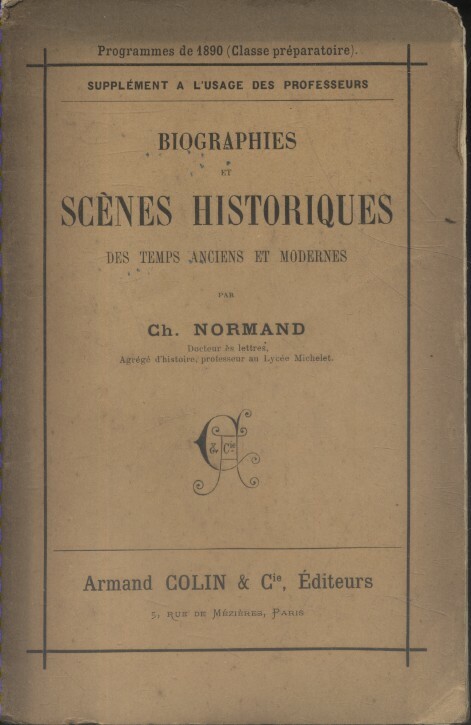 Programmes de 1890 (Classe préparatoire).
SUPPLÉMENT A L'USAGE DES PROFESSEURS
BIOGRAPHIES
ET
SCÈNES HISTORIQUES
DES TEMPS ANCIENS ET MODERNES
PAR
Ch. NORMAND
Docteur ès lettres,
Agrégé d'histoire, professeur au Lycée Michelet.
& Cie
Armand COLIN & Cie, Éditeurs
5, RUE DE MÉZIÈRES, PARIS